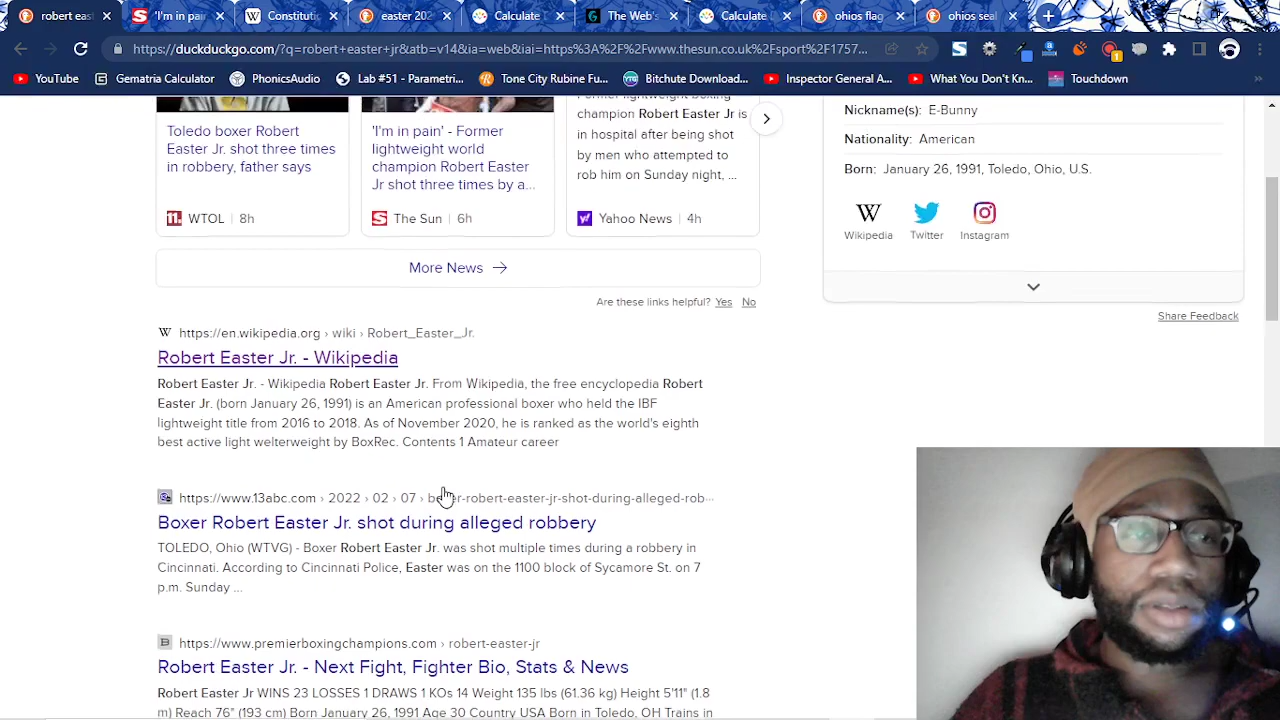 robert east
'I'm in pain
Constitutio
easter 202
Calculate D
The Web's
Calculate D
ohios flag
ohios seal
https://duckduckgo.com/?q=robert+easter+jr&atb=v14&ia=web&iai=https%3A%2F%2Fwww.thesun.co.uk%2Fsport%2F1757...
YouTube
Gematria Calculator
PhonicsAudio
Lab #51 - Parametri...
Tone City Rubine Fu...
Bitchute Download...
Inspector General A...
What You Don't Kn...
Touchdown
Toledo boxer Robert
Easter Jr. shot three
times in robbery,
father says
WTOL 8h
'I'm in pain' - Former
lightweight world
champion Robert Easter
Jr shot three times by a...
The Sun 6h
Former lightweight boxing
champion Robert Easter Jr is
in hospital after being shot
by men who attempted to
rob him on Sunday night, ...
Yahoo News 4h
More News
Are these links helpful? Yes No
https://en.wikipedia.org › wiki › Robert_Easter_Jr.
Robert Easter Jr. - Wikipedia
Robert Easter Jr. - Wikipedia Robert Easter Jr. From Wikipedia, the free encyclopedia Robert
Easter Jr. (born January 26, 1991) is an American professional boxer who held the IBF
lightweight title from 2016 to 2018. As of November 2020, he is ranked as the world's eighth
best active light welterweight by BoxRec. Contents 1 Amateur career
https://www.13abc.com › 2022 › 02 › 07 › boxer-robert-easter-jr-shot-during-alleged-rob...
Boxer Robert Easter Jr. shot during alleged robbery
TOLEDO, Ohio (WTVG) - Boxer Robert Easter Jr. was shot multiple times during a robbery in
Cincinnati. According to Cincinnati Police, Easter was on the 1100 block of Sycamore St. on 7
p.m. Sunday ...
https://www.premierboxingchampions.com › robert-easter-jr
Robert Easter Jr. - Next Fight, Fighter Bio, Stats & News
Robert Easter Jr WINS 23 LOSSES 1 DRAWS 1 KOs 14 Weight 135 lbs (61.36 kg) Height 5'11" (1.8
m) Reach 76" (193 cm) Born January 26, 1991 Age 30 Country USA Born in Toledo, OH Trains in
Nickname(s): E-Bunny
Nationality: American
Born: January 26, 1991, Toledo, Ohio, U.S.
Wikipedia
Twitter
Instagram
Share Feedback